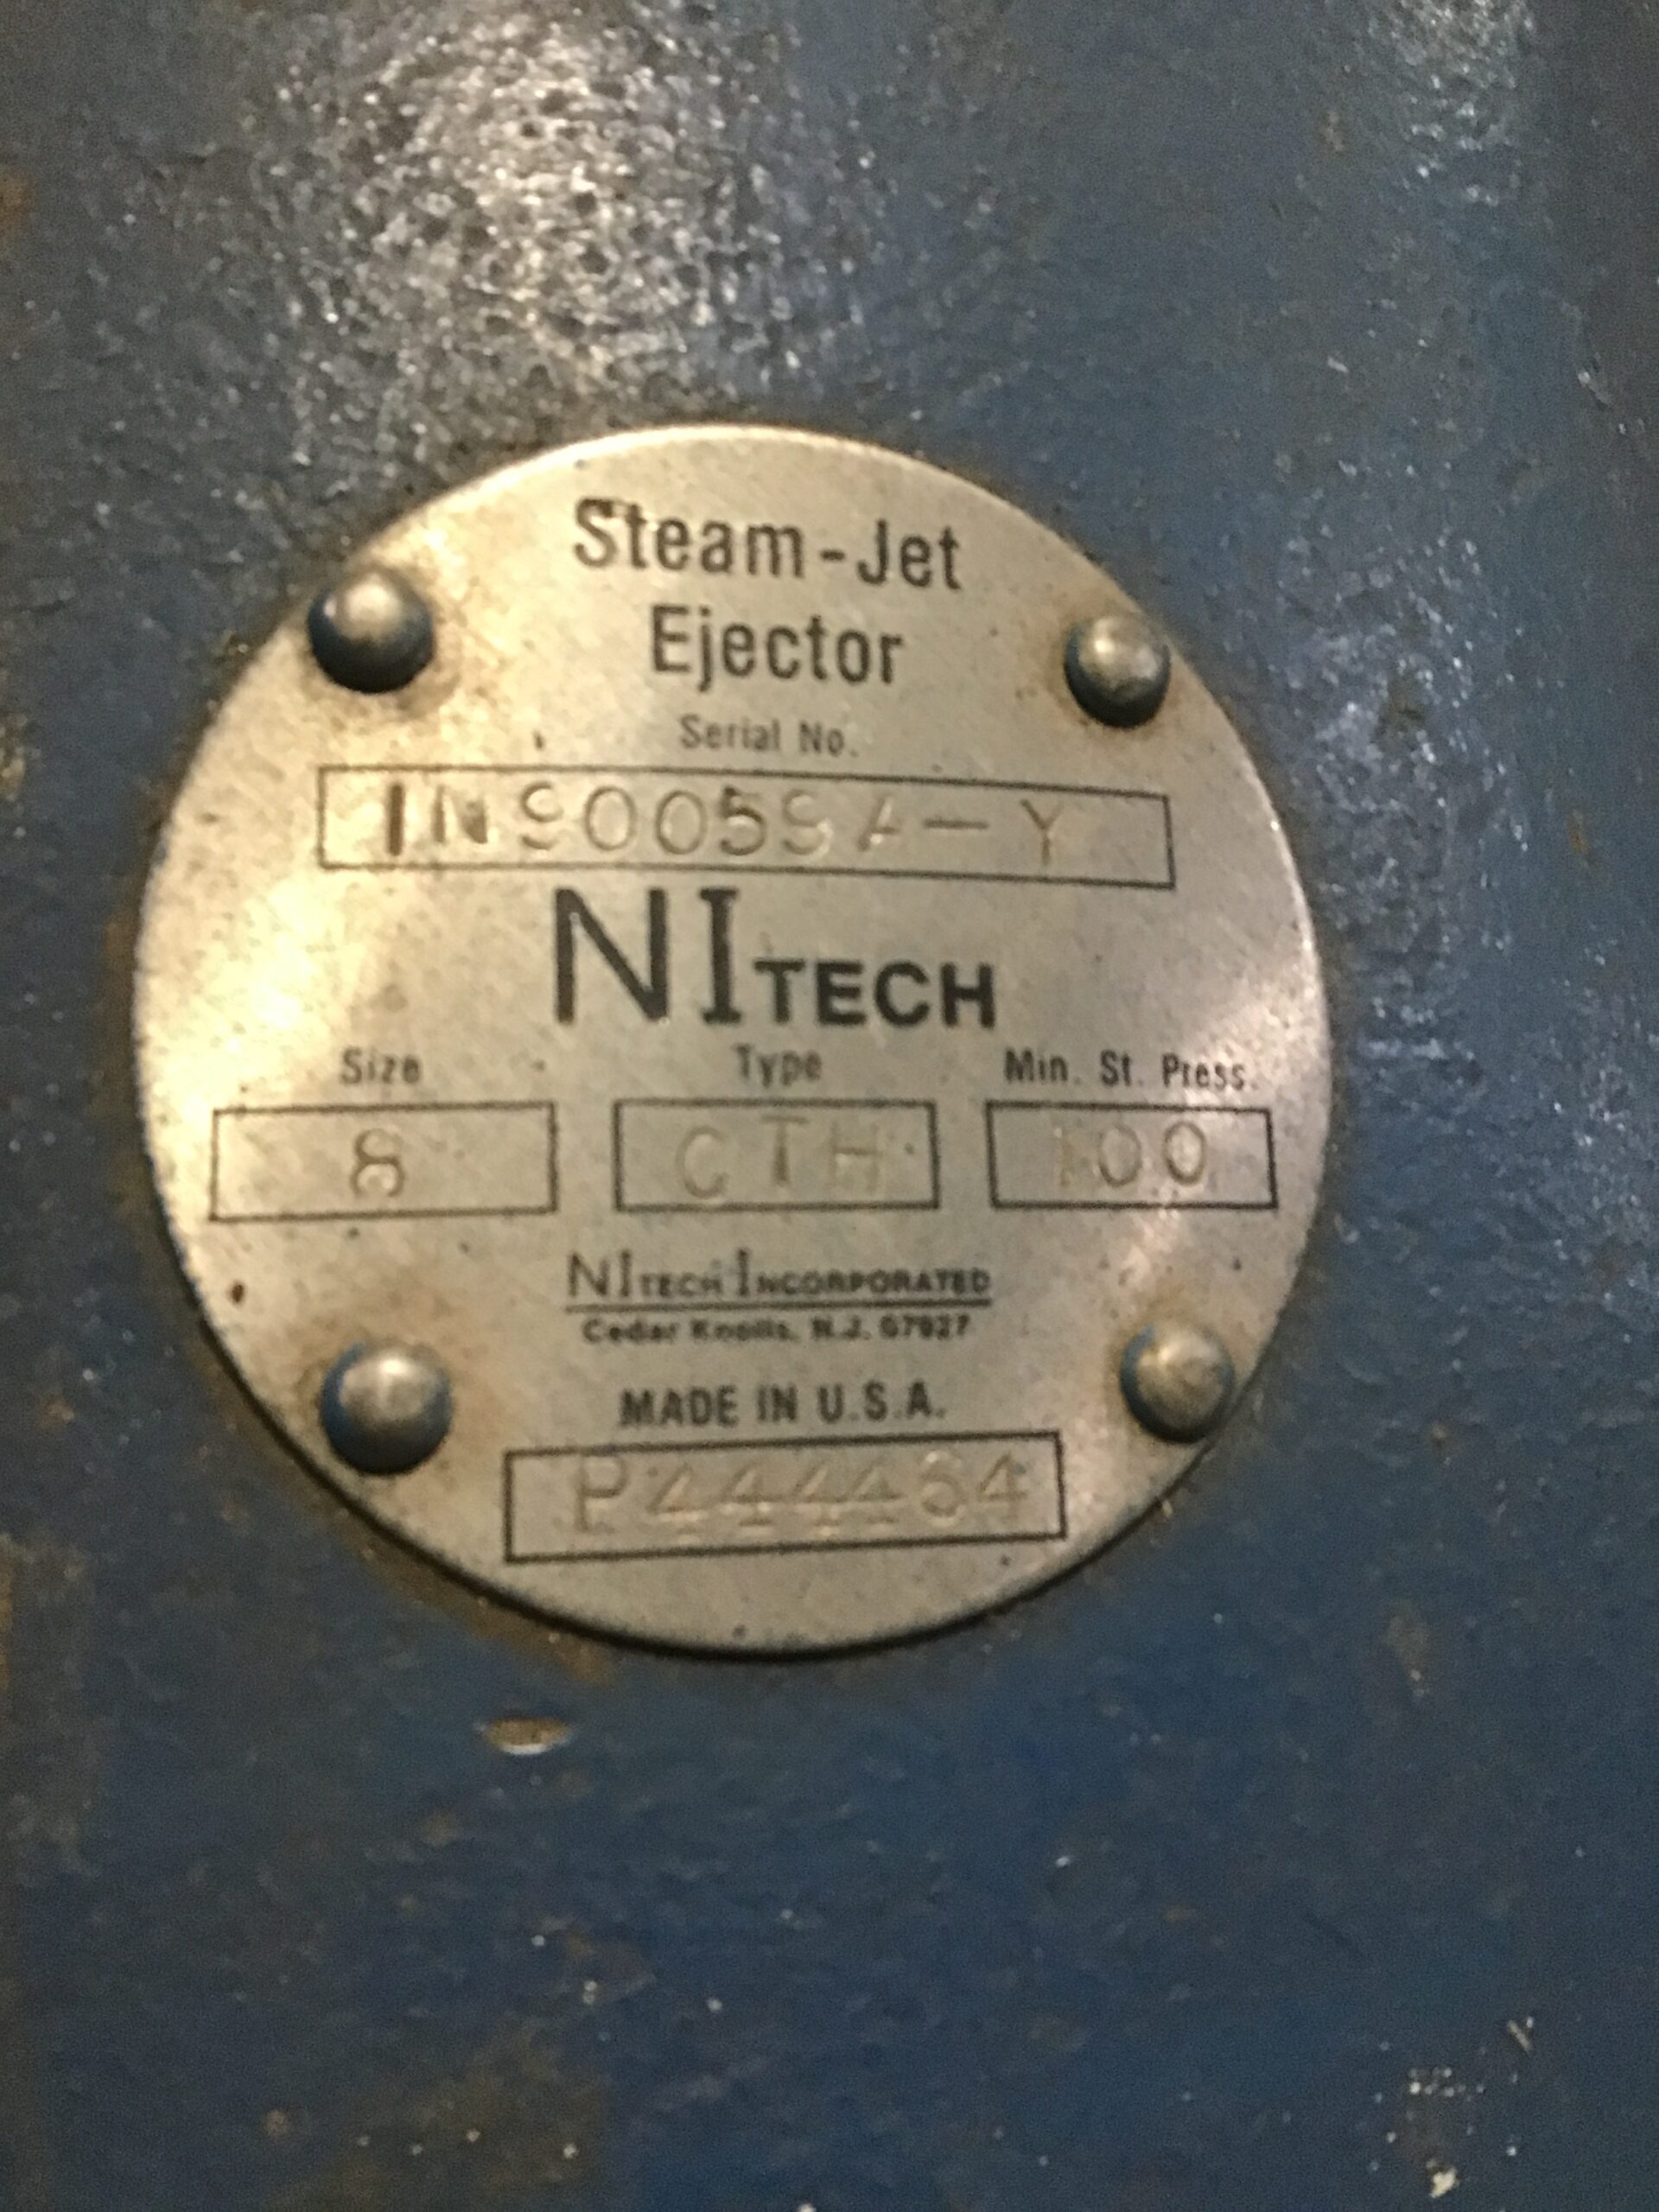 Steam-Jet
Ejector
Serial No.
1N90059A-Y
NITECH
Size Type Min. St. Press.
8 CTH 100
NITECH INCORPORATED
Cedar Knolls, N.J. 07927
MADE IN U.S.A.
P444464